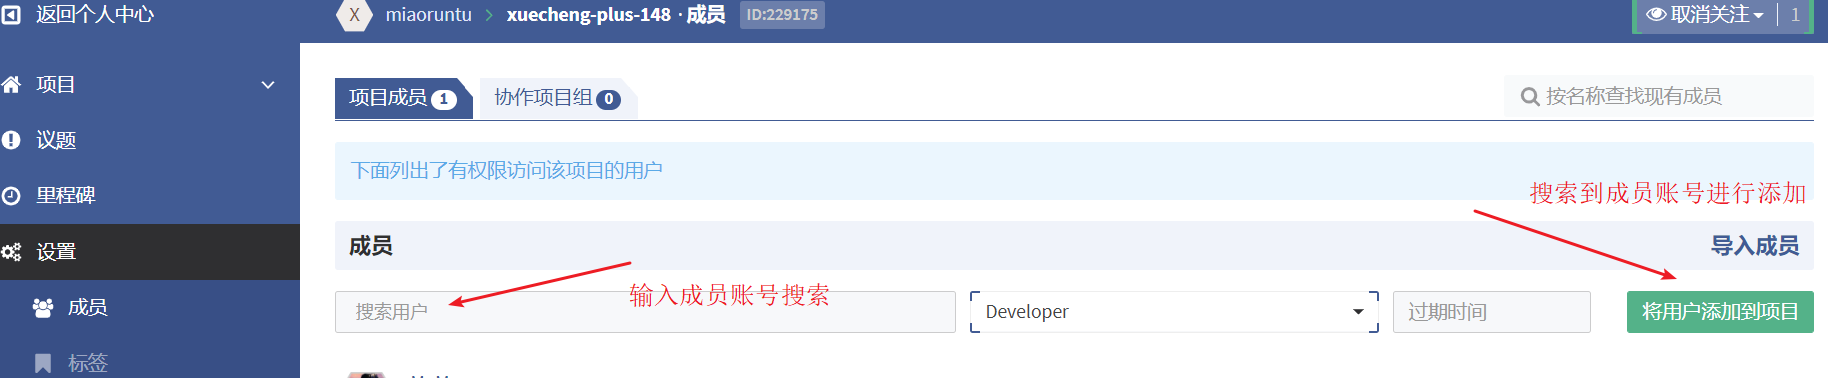 返回个人中心
X miaoruntu > xuecheng-plus-148 · 成员 ID:229175
取消关注 1
项目
项目成员 1 协作项目组 0
按名称查找现有成员
议题
下面列出了有权限访问该项目的用户
里程碑
搜索到成员账号进行添加
设置
成员
导入成员
输入成员账号搜索
成员
搜索用户
Developer
过期时间
将用户添加到项目
标签